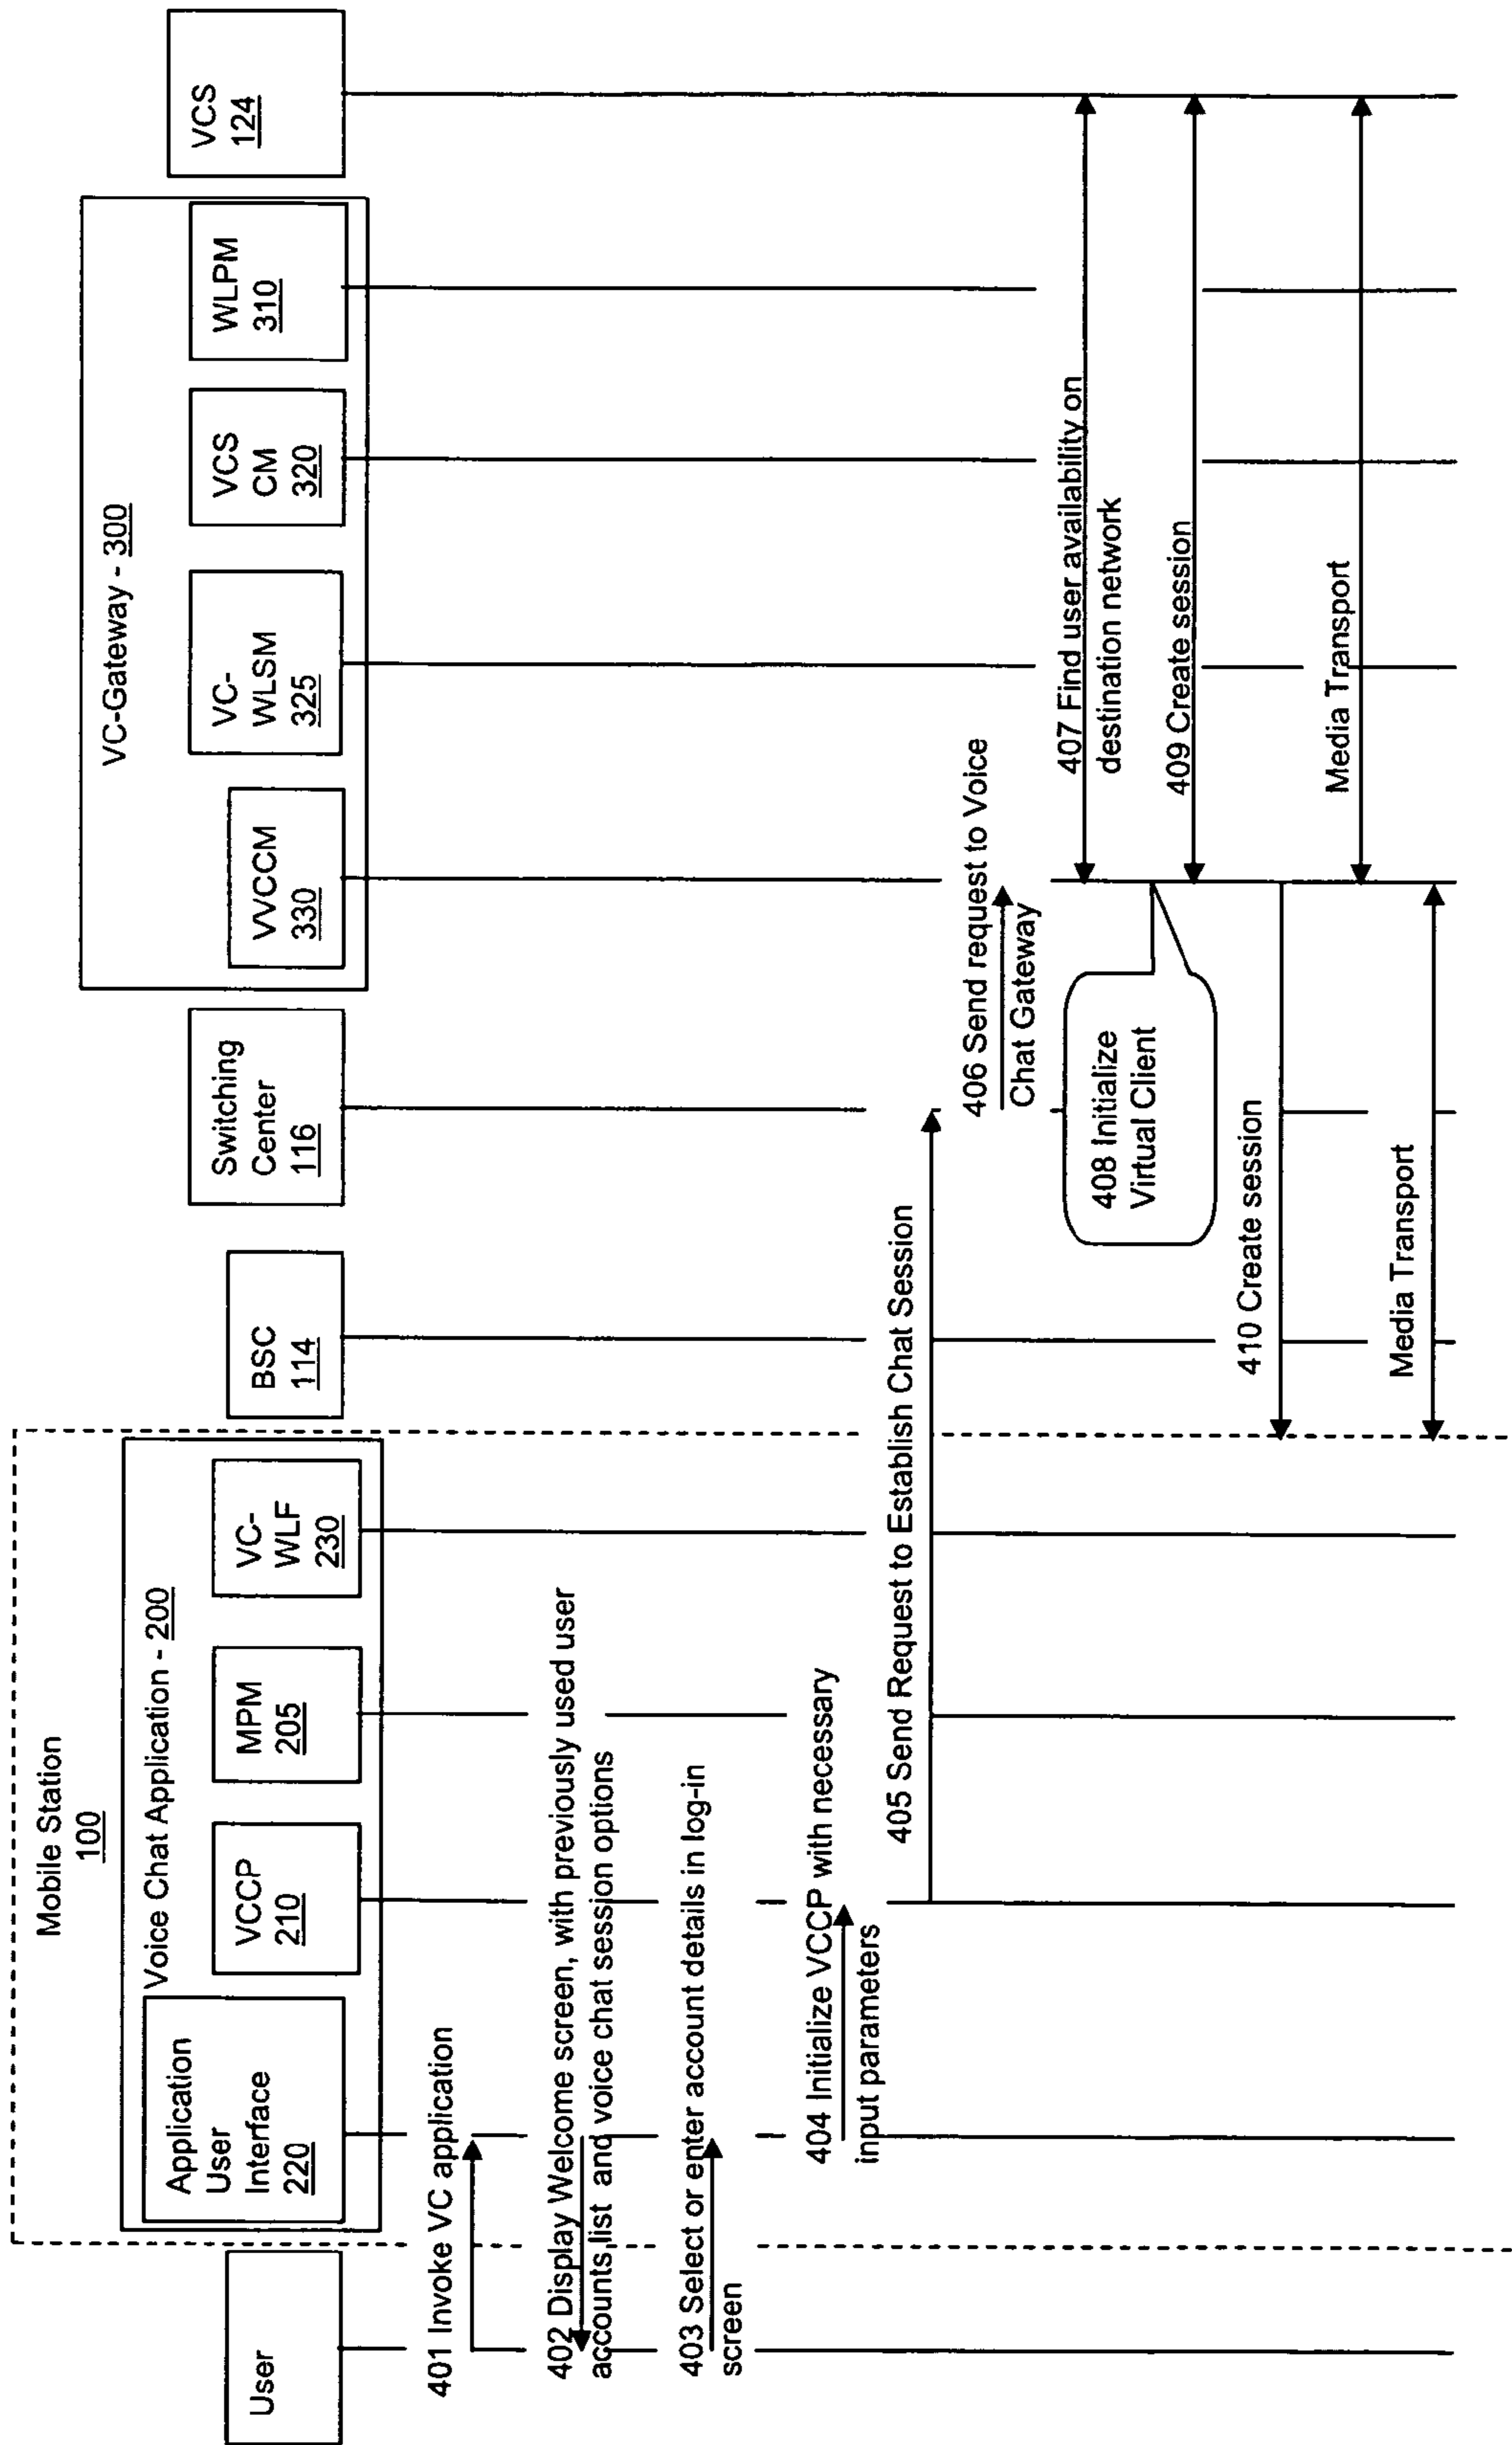 Mobile Station
100
VC-Gateway - 300
Voice Chat Application - 200
User
Application
User
Interface
220
VCCP
210
MPM
205
VC-
WLF
230
BSC
114
Switching
Center
116
VVCCM
330
VC-
WLSM
325
VCS
CM
320
WLPM
310
VCS
124
401 Invoke VC application
402 Display Welcome screen, with previously used user
accounts list and voice chat session options
403 Select or enter account details in log-in
screen
404 Initialize VCCP with necessary
input parameters
405 Send Request to Establish Chat Session
406 Send request to Voice
Chat Gateway
407 Find user availability on
destination network
408 Initialize
Virtual Client
409 Create session
410 Create session
Media Transport
Media Transport